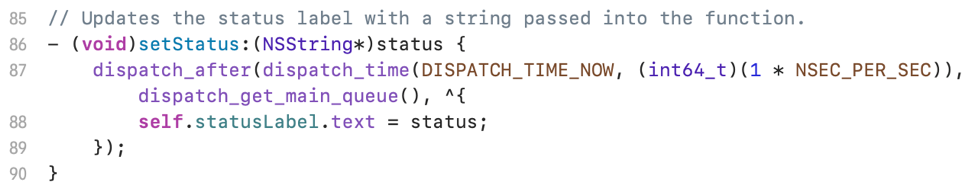 85 // Updates the status label with a string passed into the function.
86 - (void)setStatus:(NSString*)status {
87     dispatch_after(dispatch_time(DISPATCH_TIME_NOW, (int64_t)(1 * NSEC_PER_SEC)),
        dispatch_get_main_queue(), ^{
88         self.statusLabel.text = status;
89     });
90 }